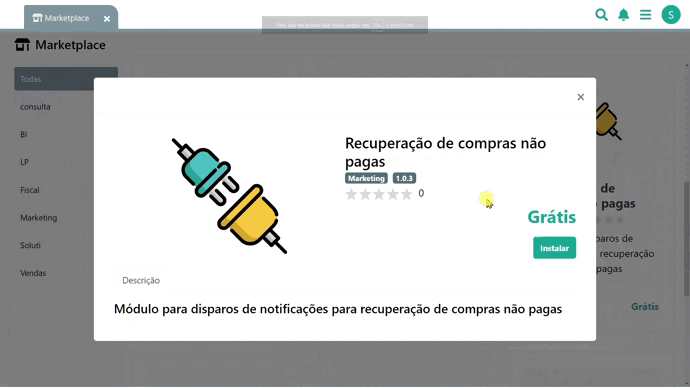 Marketplace ×
S
Marketplace
Todas
consulta
BI
LP
Fiscal
Marketing
Soluti
Vendas
×
Recuperação de compras não
pagas
Marketing 1.0.3
0
Grátis
Instalar
Descrição
Módulo para disparos de notificações para recuperação de compras não pagas
de
pagas
paros de
recuperação
pagas
Grátis